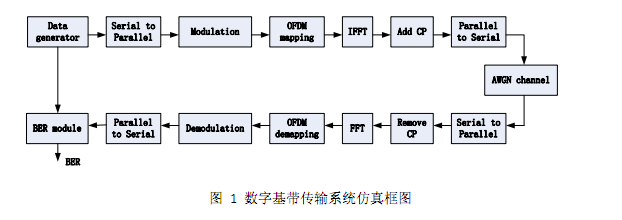 Data
generator
Serial to
Parallel
Modulation
OFDM
mapping
IFFT
Add CP
Parallel
to Serial
AWGN channel
BER module
Parallel
to Serial
Demodulation
OFDM
demapping
FFT
Remove
CP
Serial to
Parallel
BER
图 1 数字基带传输系统仿真框图